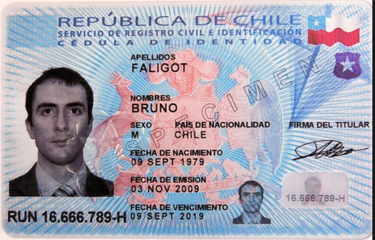 REPÚBLICA DE CHILE
SERVICIO DE REGISTRO CIVIL E IDENTIFICACIÓN
CÉDULA DE IDENTIDAD
APELLIDOS
FALIGOT
NOMBRES
BRUNO
SEXO PAÍS DE NACIONALIDAD
M CHILE
FIRMA DEL TITULAR
FECHA DE NACIMIENTO
09 SEPT 1979
FECHA DE EMISIÓN
03 NOV 2009
FECHA DE VENCIMIENTO
09 SEPT 2019
RUN 16.666.789-H
16.666.789-H
SPECIMEN